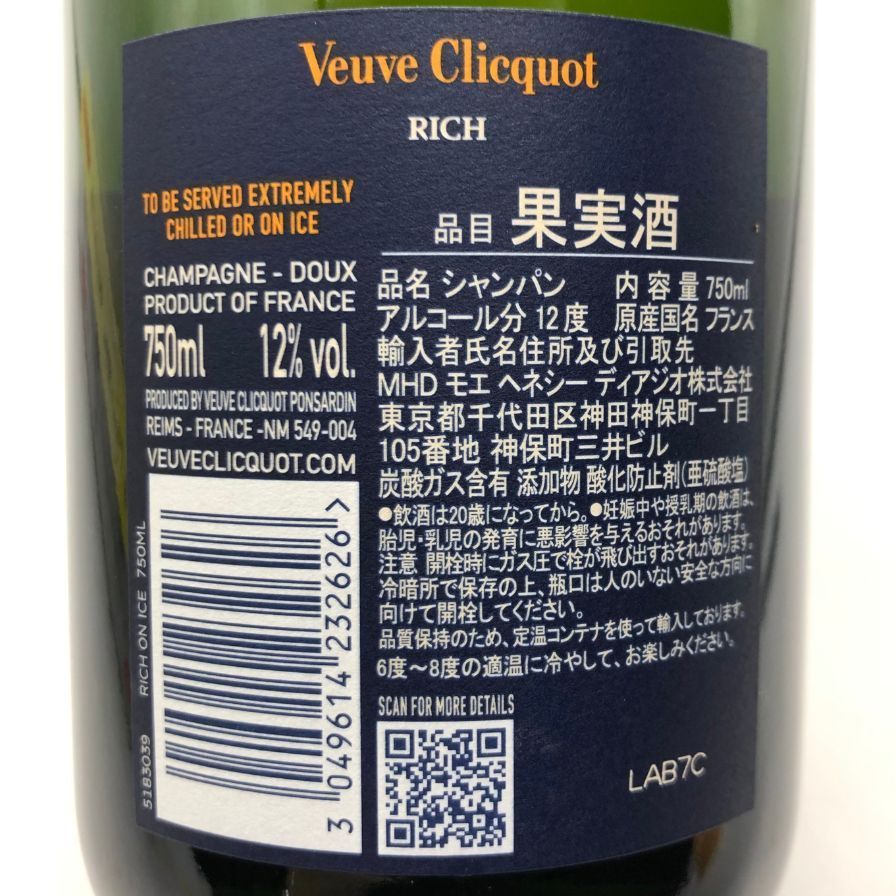 Veuve Clicquot
RICH
TO BE SERVED EXTREMELY
CHILLED OR ON ICE
CHAMPAGNE - DOUX
PRODUCT OF FRANCE
750ml 12% vol.
PRODUCED BY VEUVE CLICQUOT PONSARDIN
REIMS - FRANCE -NM 549-004
VEUVECLICQUOT.COM
5183039 RICH ON ICE 750ML
3 049614 232626 >
品目 果実酒
品名 シャンパン 内容量 750ml
アルコール分 12度 原産国名 フランス
輸入者氏名住所及び引取先
MHD モエ ヘネシー ディアジオ株式会社
東京都千代田区神田神保町一丁目
105番地 神保町三井ビル
炭酸ガス含有 添加物 酸化防止剤(亜硫酸塩)
●飲酒は20歳になってから。●妊娠中や授乳期の飲酒は、
胎児・乳児の発育に悪影響を与えるおそれがあります。
注意 開栓時にガス圧で栓が飛び出すおそれがあります。
冷暗所で保存の上、瓶口は人のいない安全な方向に
向けて開栓してください。
品質保持のため、定温コンテナを使って輸入しております。
6度～8度の適温に冷やして、お楽しみください。
SCAN FOR MORE DETAILS
LAB7C